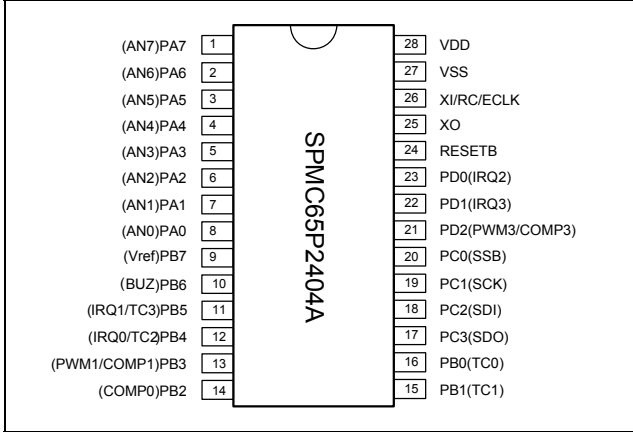 (AN7)PA7 1 28 VDD
(AN6)PA6 2 27 VSS
(AN5)PA5 3 26 XI/RC/ECLK
(AN4)PA4 4 25 XO
(AN3)PA3 5 24 RESETB
(AN2)PA2 6 23 PD0(IRQ2)
(AN1)PA1 7 22 PD1(IRQ3)
(AN0)PA0 8 21 PD2(PWM3/COMP3)
(Vref)PB7 9 20 PC0(SSB)
(BUZ)PB6 10 19 PC1(SCK)
(IRQ1/TC3)PB5 11 18 PC2(SDI)
(IRQ0/TC2)PB4 12 17 PC3(SDO)
(PWM1/COMP1)PB3 13 16 PB0(TC0)
(COMP0)PB2 14 15 PB1(TC1)
SPMC65P2404A